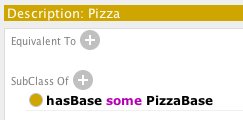 Description: Pizza
Equivalent To
SubClass Of
hasBase some PizzaBase